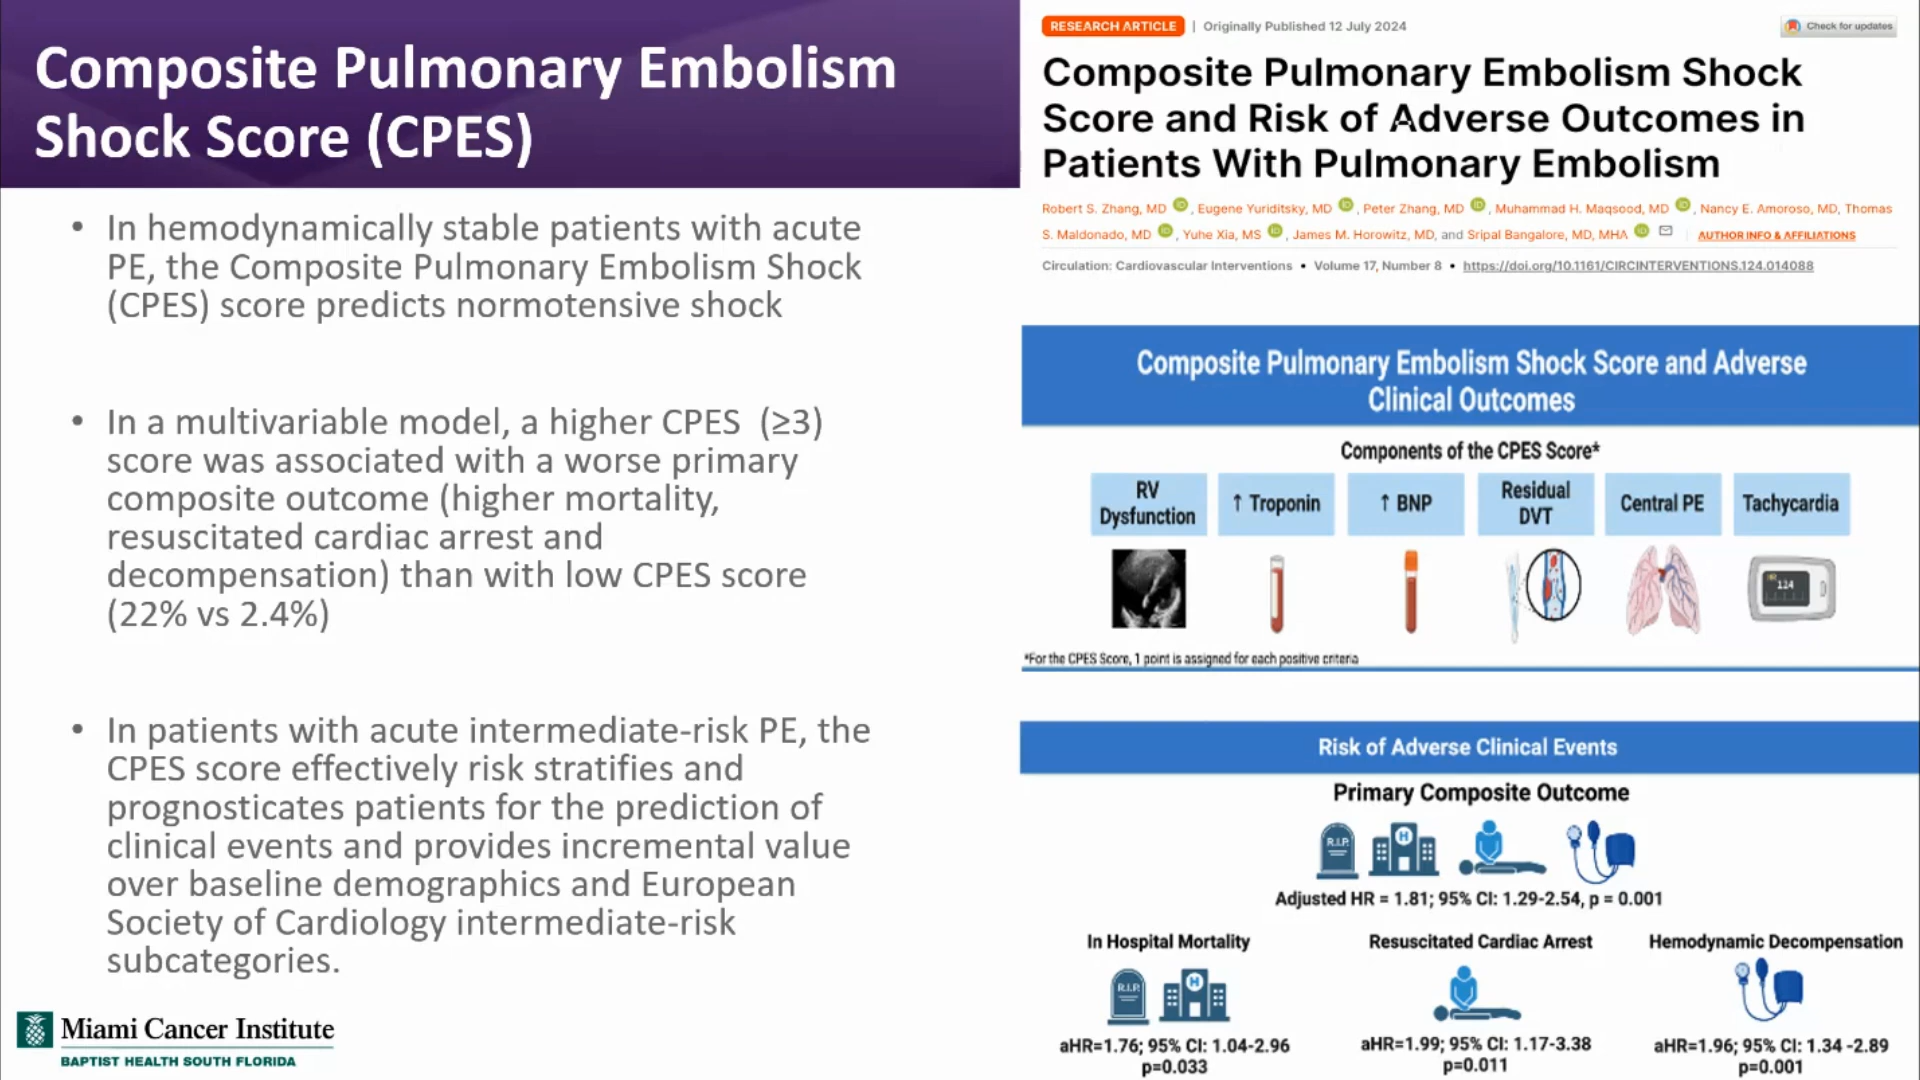 Composite Pulmonary Embolism
Shock Score (CPES)
• In hemodynamically stable patients with acute
PE, the Composite Pulmonary Embolism Shock
(CPES) score predicts normotensive shock
• In a multivariable model, a higher CPES (≥3)
score was associated with a worse primary
composite outcome (higher mortality,
resuscitated cardiac arrest and
decompensation) than with low CPES score
(22% vs 2.4%)
• In patients with acute intermediate-risk PE, the
CPES score effectively risk stratifies and
prognosticates patients for the prediction of
clinical events and provides incremental value
over baseline demographics and European
Society of Cardiology intermediate-risk
subcategories.
Miami Cancer Institute
BAPTIST HEALTH SOUTH FLORIDA
RESEARCH ARTICLE | Originally Published 12 July 2024
Check for updates
Composite Pulmonary Embolism Shock
Score and Risk of Adverse Outcomes in
Patients With Pulmonary Embolism
Robert S. Zhang, MD iD, Eugene Yuriditsky, MD iD, Peter Zhang, MD iD, Muhammad H. Maqsood, MD iD, Nancy E. Amoroso, MD, Thomas
S. Maldonado, MD iD, Yuhe Xia, MS iD, James M. Horowitz, MD, and Sripal Bangalore, MD, MHA iD | AUTHOR INFO & AFFILIATIONS
Circulation: Cardiovascular Interventions • Volume 17, Number 8 • https://doi.org/10.1161/CIRCINTERVENTIONS.124.014088
Composite Pulmonary Embolism Shock Score and Adverse
Clinical Outcomes
Components of the CPES Score*
RV
Dysfunction
↑ Troponin
↑ BNP
Residual
DVT
Central PE
Tachycardia
HR
124
*For the CPES Score, 1 point is assigned for each positive criteria
Risk of Adverse Clinical Events
Primary Composite Outcome
R.I.P.
H
Adjusted HR = 1.81; 95% CI: 1.29-2.54, p = 0.001
In Hospital Mortality
R.I.P.
H
aHR=1.76; 95% CI: 1.04-2.96
p=0.033
Resuscitated Cardiac Arrest
aHR=1.99; 95% CI: 1.17-3.38
p=0.011
Hemodynamic Decompensation
aHR=1.96; 95% CI: 1.34 -2.89
p=0.001